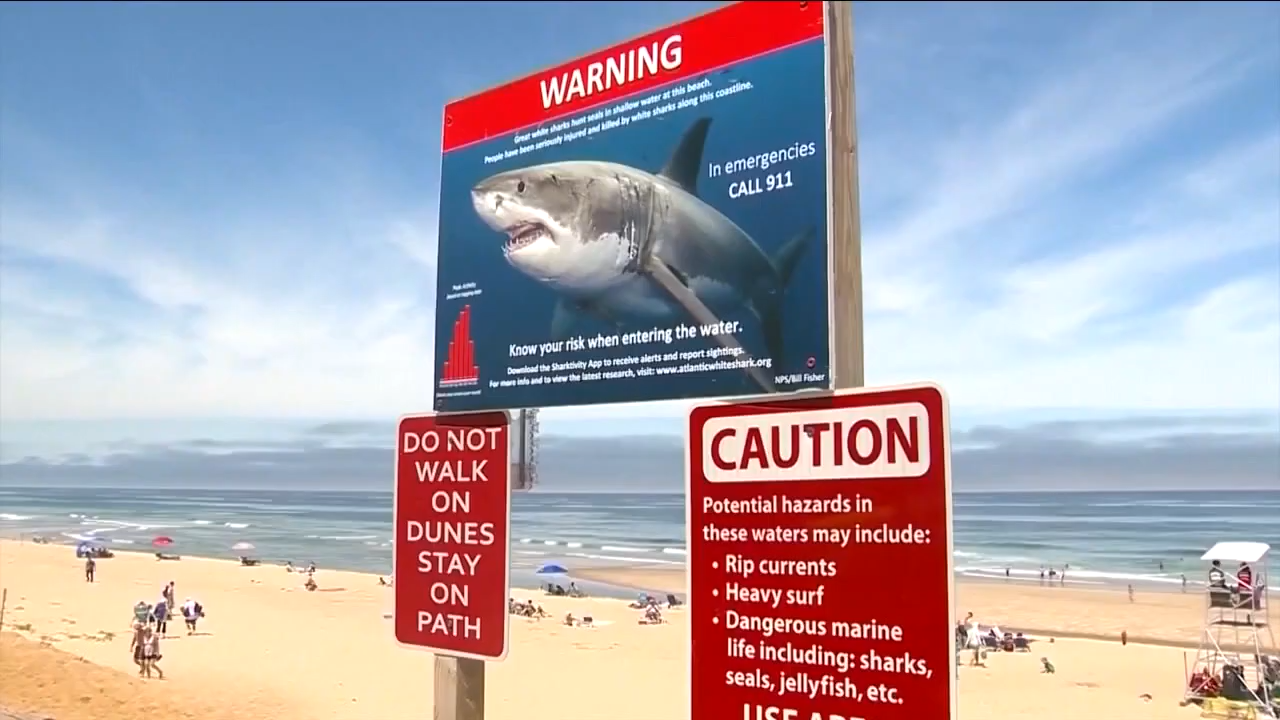 WARNING
Great white sharks hunt seals in shallow water at this beach.
People have been seriously injured and killed by white sharks along this coastline.
In emergencies
CALL 911
Know your risk when entering the water.
Download the Sharktivity App to receive alerts and report sightings.
For more info and to view the latest research, visit: www.atlanticwhiteshark.org
NPS/Bill Fisher
DO NOT
WALK
ON
DUNES
STAY
ON
PATH
CAUTION
Potential hazards in
these waters may include:
• Rip currents
• Heavy surf
• Dangerous marine
life including: sharks,
seals, jellyfish, etc.
USE